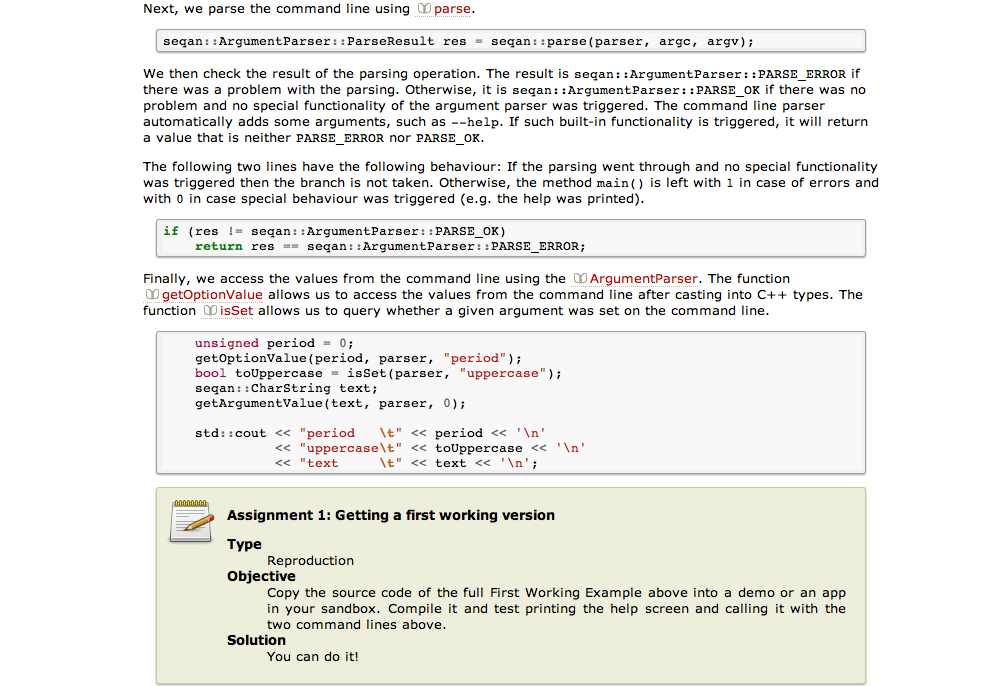 Next, we parse the command line using parse.
seqan::ArgumentParser::ParseResult res = seqan::parse(parser, argc, argv);
We then check the result of the parsing operation. The result is seqan::ArgumentParser::PARSE_ERROR if
there was a problem with the parsing. Otherwise, it is seqan::ArgumentParser::PARSE_OK if there was no
problem and no special functionality of the argument parser was triggered. The command line parser
automatically adds some arguments, such as --help. If such built-in functionality is triggered, it will return
a value that is neither PARSE_ERROR nor PARSE_OK.
The following two lines have the following behaviour: If the parsing went through and no special functionality
was triggered then the branch is not taken. Otherwise, the method main() is left with 1 in case of errors and
with 0 in case special behaviour was triggered (e.g. the help was printed).
if (res != seqan::ArgumentParser::PARSE_OK)
    return res == seqan::ArgumentParser::PARSE_ERROR;
Finally, we access the values from the command line using the ArgumentParser. The function
getOptionValue allows us to access the values from the command line after casting into C++ types. The
function isSet allows us to query whether a given argument was set on the command line.
    unsigned period = 0;
    getOptionValue(period, parser, "period");
    bool toUppercase = isSet(parser, "uppercase");
    seqan::CharString text;
    getArgumentValue(text, parser, 0);
    std::cout << "period   \t" << period << '\n'
              << "uppercase\t" << toUppercase << '\n'
              << "text     \t" << text << '\n';
Assignment 1: Getting a first working version
Type
Reproduction
Objective
Copy the source code of the full First Working Example above into a demo or an app
in your sandbox. Compile it and test printing the help screen and calling it with the
two command lines above.
Solution
You can do it!